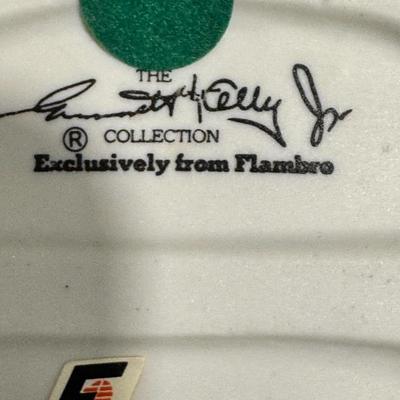 THE
Emmett Kelly Jr
® COLLECTION
Exclusively from Flambro